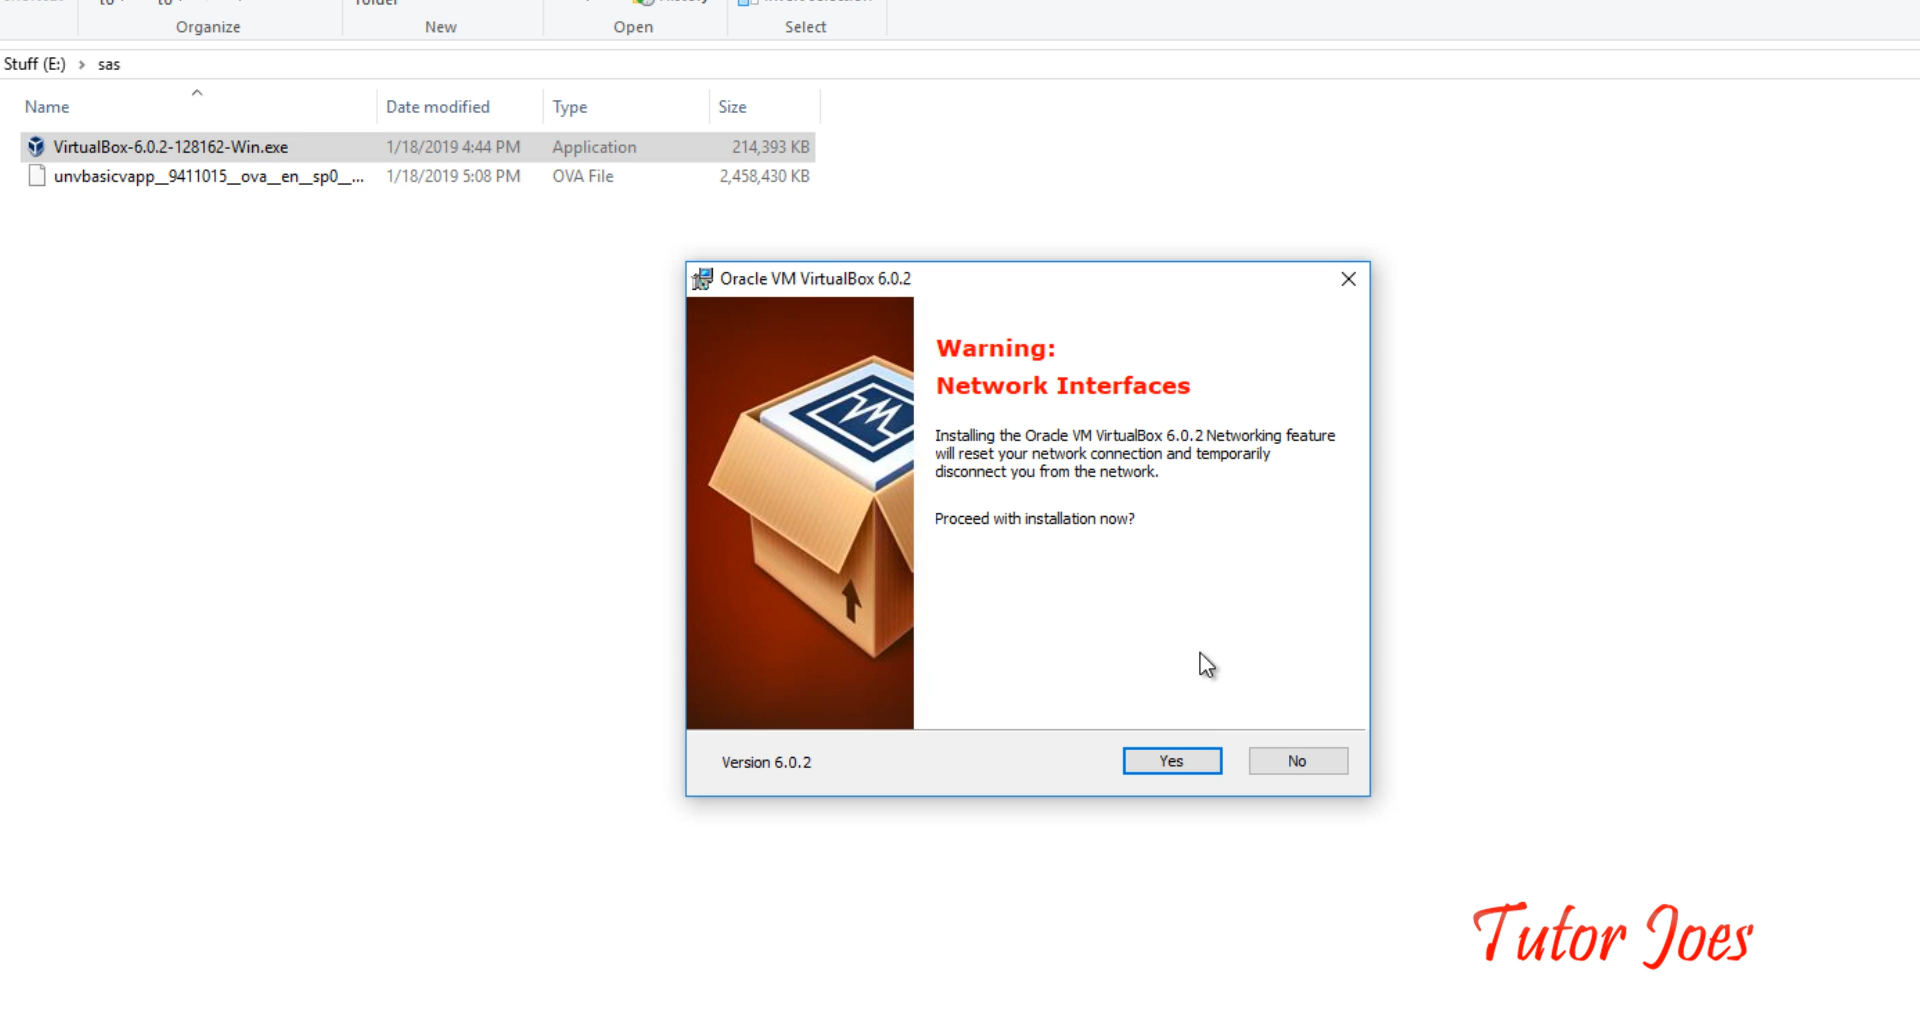 Organize
New
Open
Select
Stuff (E:) > sas
Name
Date modified
Type
Size
VirtualBox-6.0.2-128162-Win.exe 1/18/2019 4:44 PM Application 214,393 KB
unvbasicvapp__9411015__ova__en__sp0__... 1/18/2019 5:08 PM OVA File 2,458,430 KB
Oracle VM VirtualBox 6.0.2
Warning:
Network Interfaces
Installing the Oracle VM VirtualBox 6.0.2 Networking feature
will reset your network connection and temporarily
disconnect you from the network.
Proceed with installation now?
Version 6.0.2
Yes
No
Tutor Joes